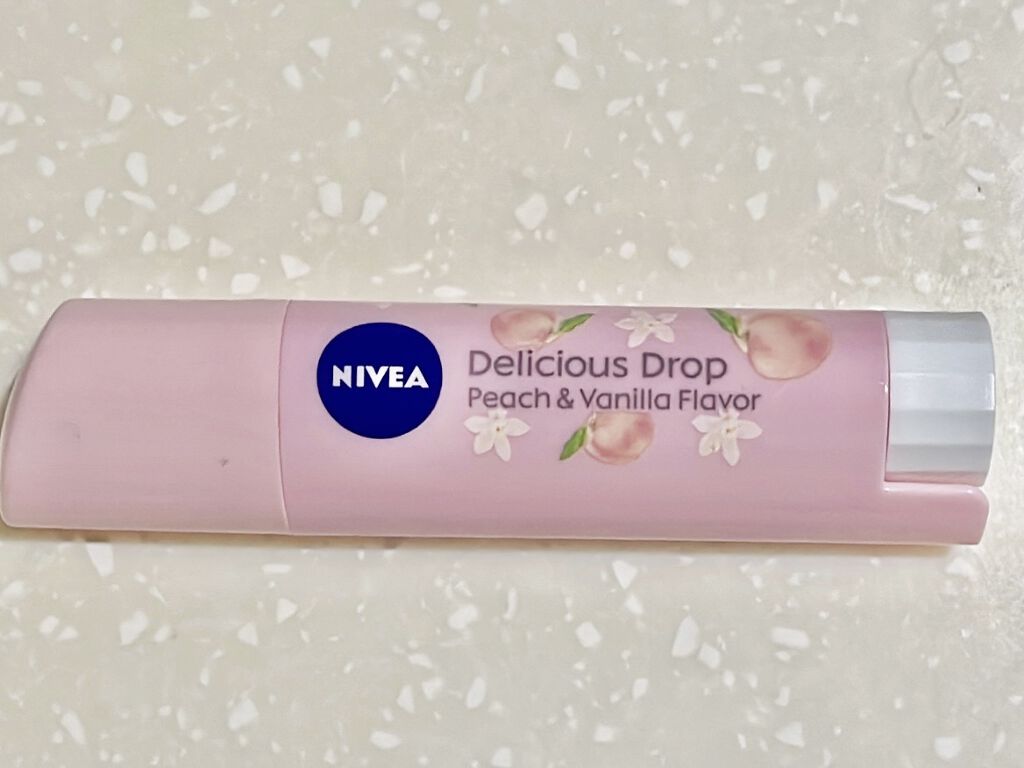 NIVEA
Delicious Drop
Peach & Vanilla Flavor